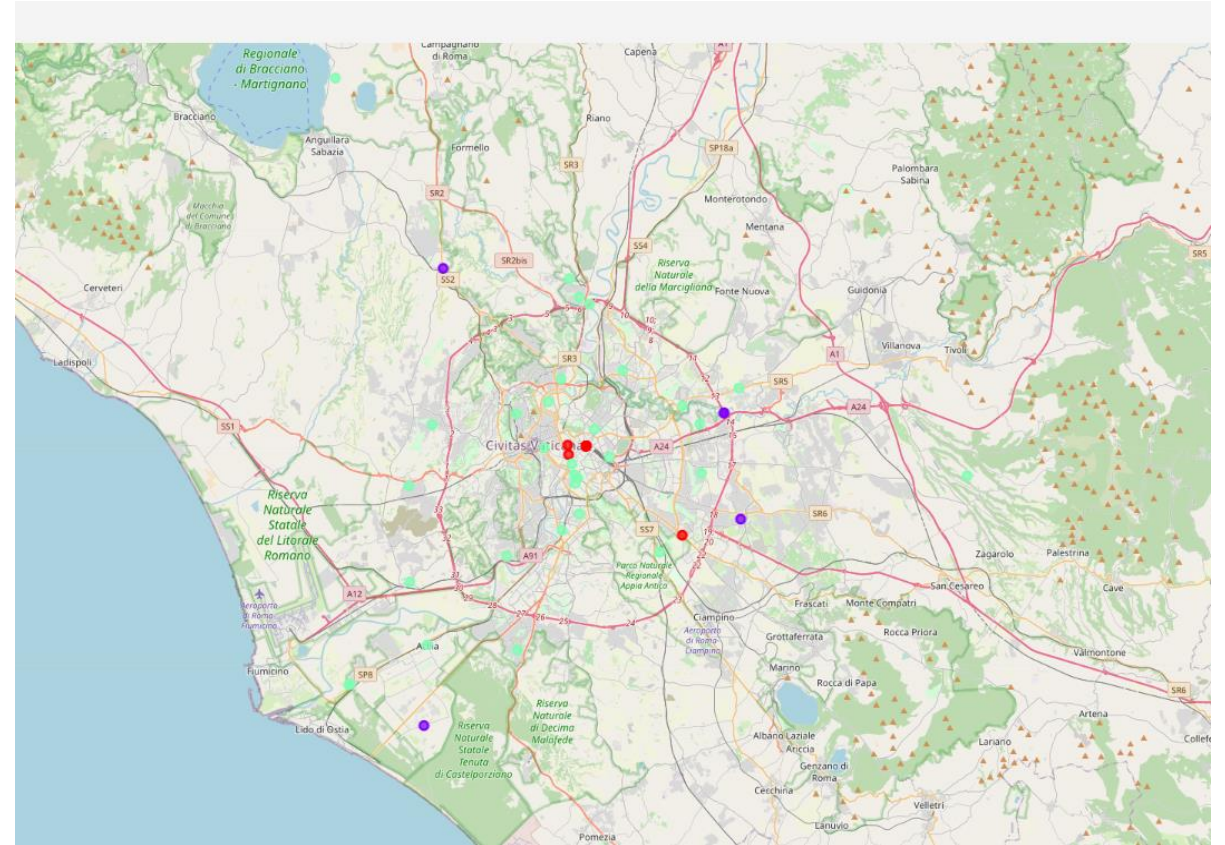 Campagnano
di Roma
Capena
A1
Regionale
di Bracciano
- Martignano
Bracciano
Riano
Anguillara
Sabazia
Formello
SR3
SP18a
Palombara
Sabina
SR2
Monterotondo
Macchia
del Comune
di Bracciano
Mentana
SS4
SR5
SR2bis
SS2
Riserva
Naturale
della Marcigliana
Cerveteri
Fonte Nuova
Guidonia
Villanova
Tivoli
A1
SR3
Ladispoli
SR5
A24
SS1
Civitas
A24
Riserva
Naturale
Statale
del Litorale
Romano
SR6
SS7
Zagarolo
Palestrina
A91
Parco Naturale
Regionale
Appia Antica
San Cesareo
Cave
A12
Aeroporto
di Roma
Fiumicino
Frascati
Monte Compatri
Ciampino
Grottaferrata
Rocca Priora
Aeroporto
di Roma-
Ciampino
Valmontone
Fiumicino
SP8
Marino
Rocca di Papa
SR6
Lido di Ostia
Riserva
Naturale
di Decima
Malafede
Riserva
Naturale
Statale
Tenuta
di Castelporziano
Artena
Albano Laziale
Ariccia
Lariano
Collefe
Genzano di
Roma
Cecchina
Velletri
Lanuvio
Pomezia